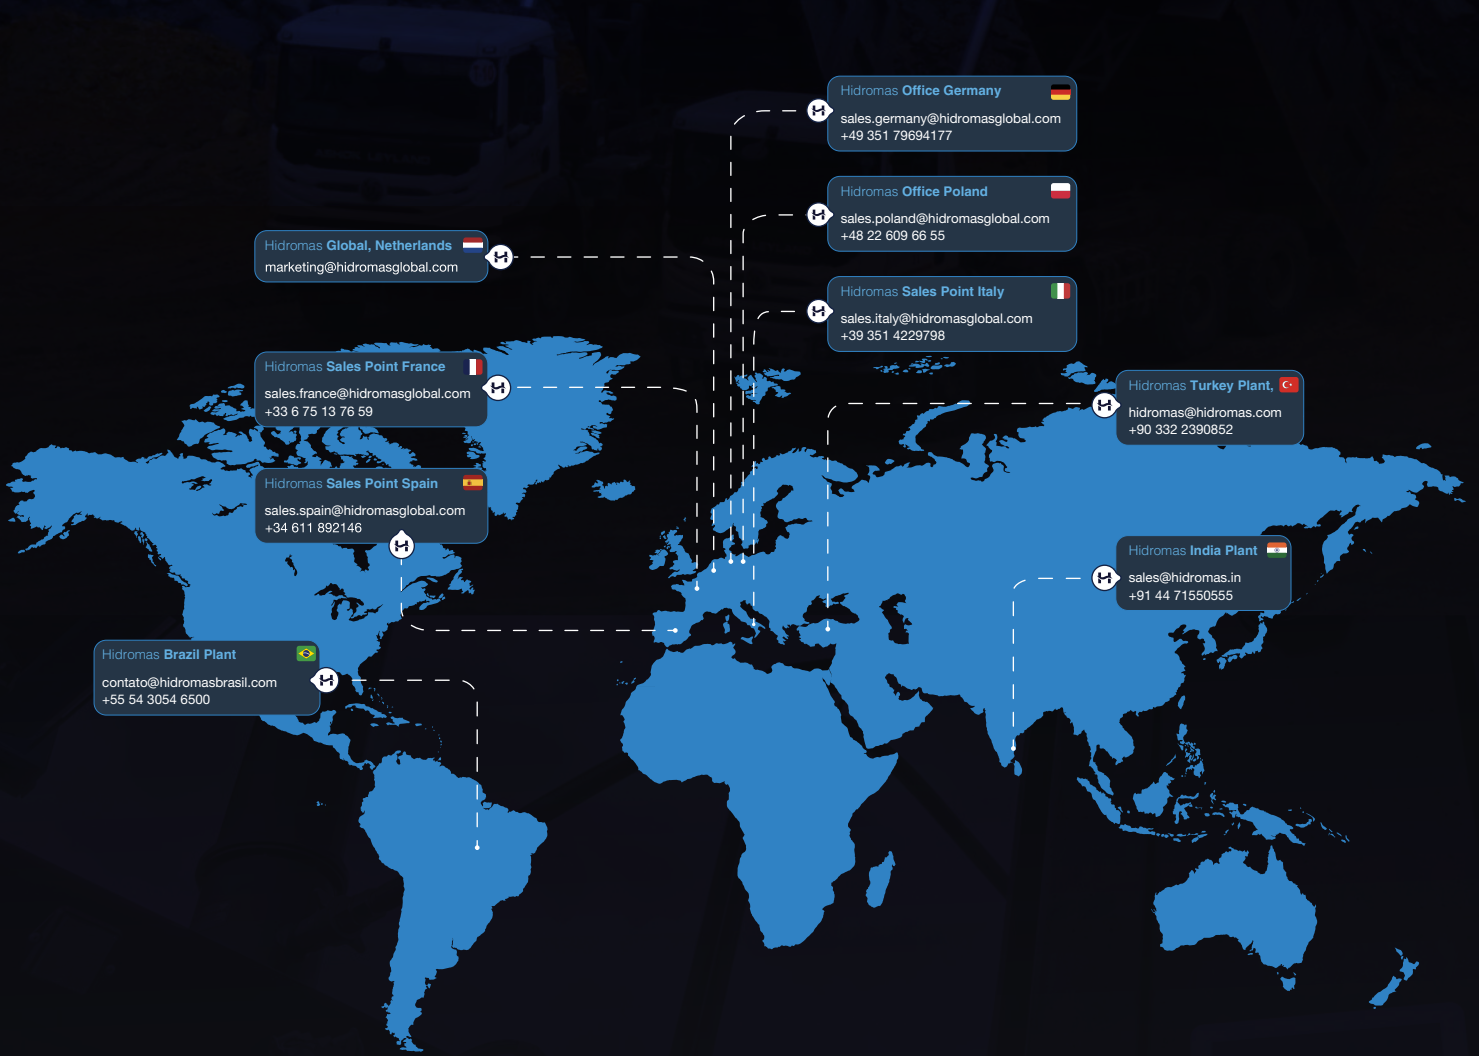 Hidromas Office Germany
sales.germany@hidromasglobal.com
+49 351 79694177
Hidromas Office Poland
sales.poland@hidromasglobal.com
+48 22 609 66 55
Hidromas Global, Netherlands
marketing@hidromasglobal.com
Hidromas Sales Point Italy
sales.italy@hidromasglobal.com
+39 351 4229798
Hidromas Sales Point France
sales.france@hidromasglobal.com
+33 6 75 13 76 59
Hidromas Turkey Plant,
hidromas@hidromas.com
+90 332 2390852
Hidromas Sales Point Spain
sales.spain@hidromasglobal.com
+34 611 892146
Hidromas India Plant
sales@hidromas.in
+91 44 71550555
Hidromas Brazil Plant
contato@hidromasbrasil.com
+55 54 3054 6500